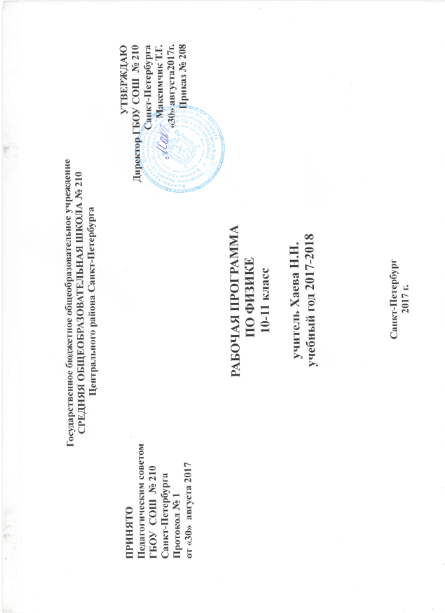 Государственное бюджетное общеобразовательное учреждение
СРЕДНЯЯ ОБЩЕОБРАЗОВАТЕЛЬНАЯ ШКОЛА № 210
Центрального района Санкт-Петербурга
ПРИНЯТО
Педагогическим советом
ГБОУ СОШ № 210
Санкт-Петербурга
Протокол № 1
от «30» августа 2017
УТВЕРЖДАЮ
Директор ГБОУ СОШ № 210
Санкт-Петербурга
Максимчик Т.Г.
«30» августа2017г.
Приказ № 208
РАБОЧАЯ ПРОГРАММА
ПО ФИЗИКЕ
10-11 класс
учитель Хаева Н.Н.
учебный год 2017-2018
Санкт-Петербург
2017 г.